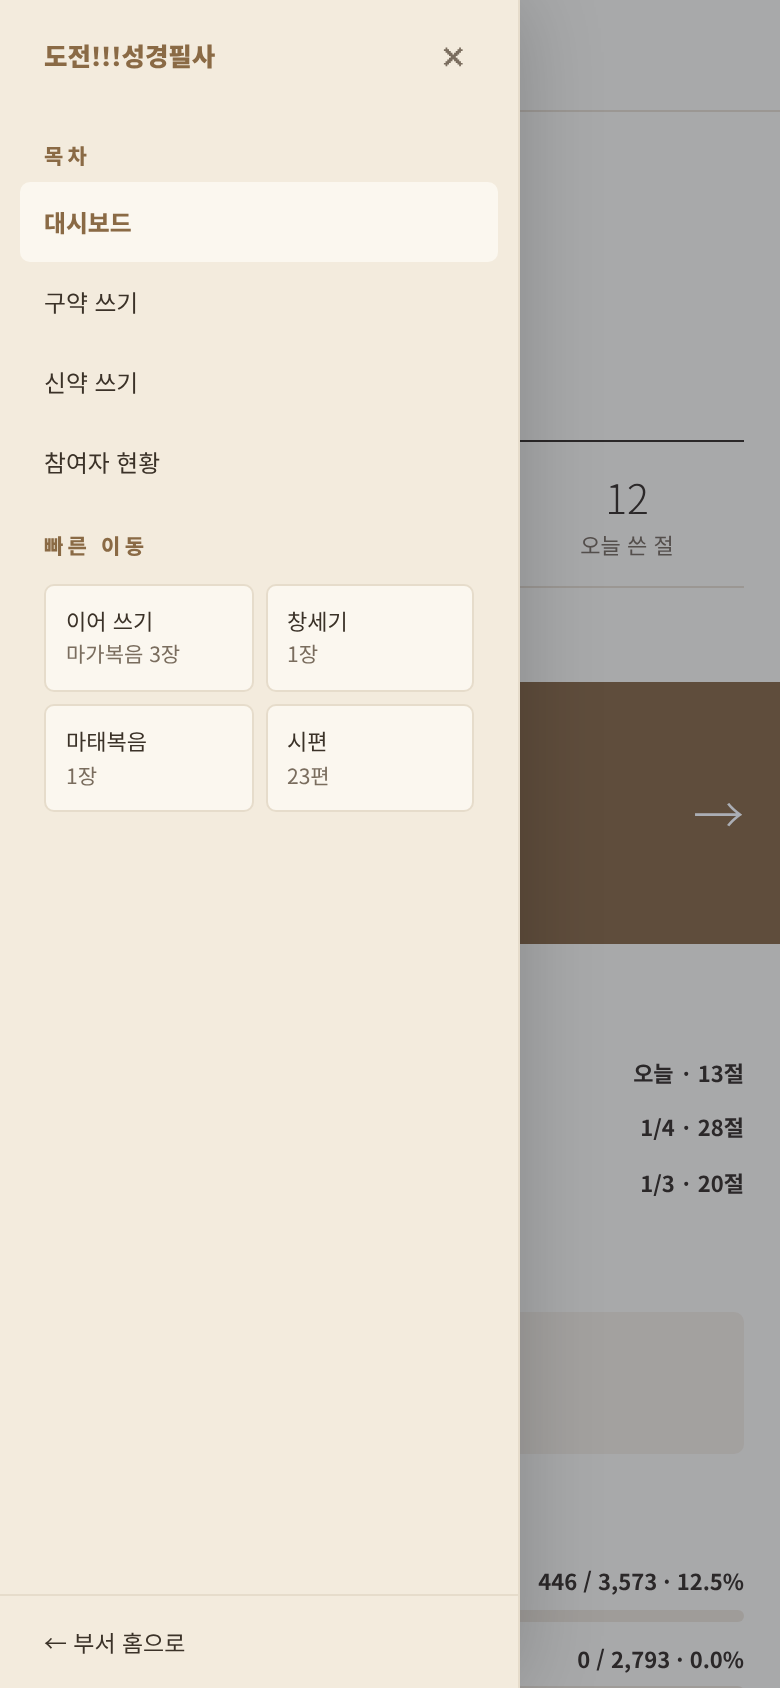 도전!!!성경필사 ×
목차
대시보드
구약 쓰기
신약 쓰기
참여자 현황
빠른 이동
이어 쓰기
마가복음 3장
창세기
1장
마태복음
1장
시편
23편
← 부서 홈으로
12
오늘 쓴 절
→
오늘 · 13절
1/4 · 28절
1/3 · 20절
446 / 3,573 · 12.5%
0 / 2,793 · 0.0%